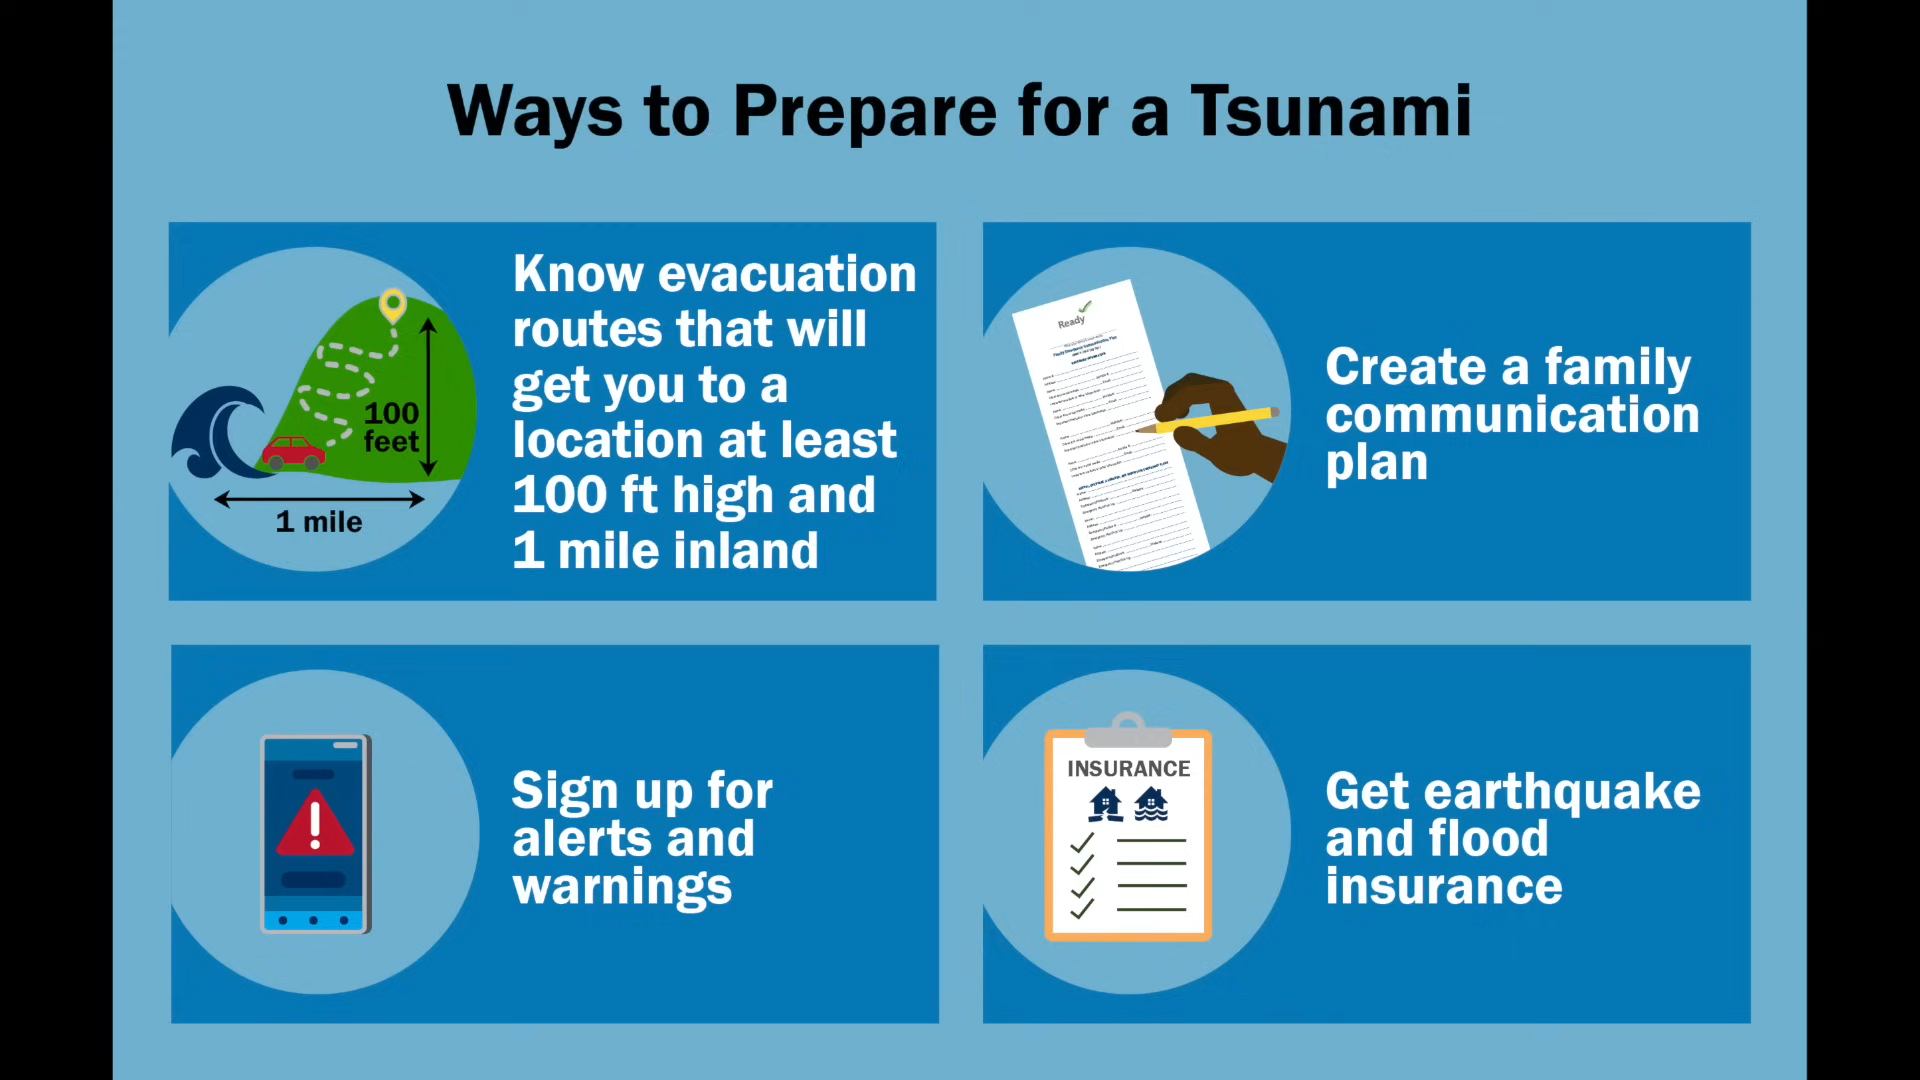 Ways to Prepare for a Tsunami
Know evacuation
routes that will
get you to a
location at least
100 ft high and
1 mile inland
100
feet
1 mile
Ready
Create a family
communication
plan
Sign up for
alerts and
warnings
INSURANCE
Get earthquake
and flood
insurance